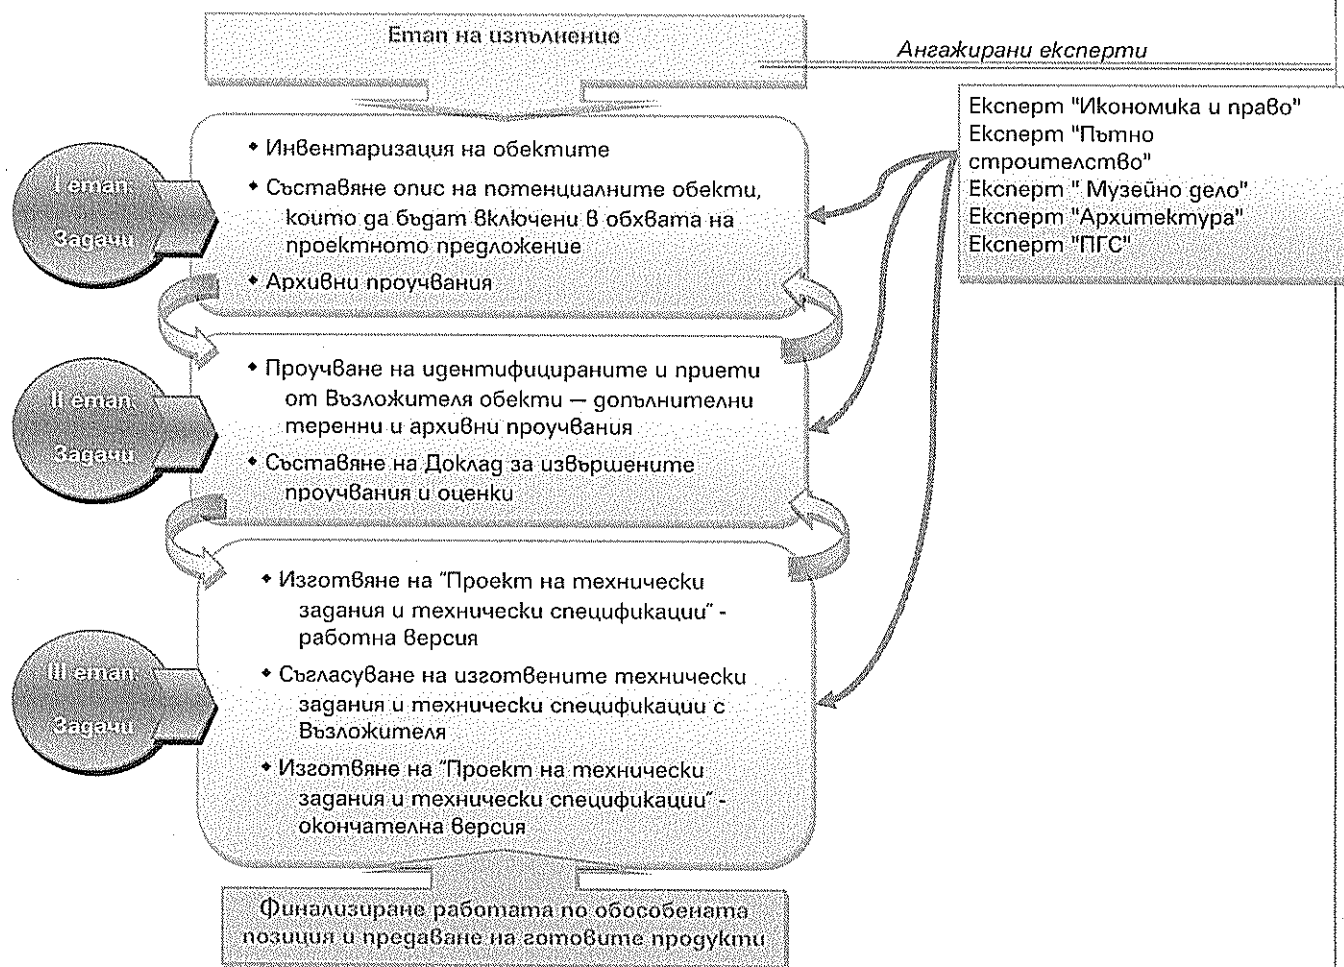 Етап на изпълнение
Ангажирани експерти
Експерт "Икономика и право"
Експерт "Пътно
строителство"
Експерт " Музейно дело"
Експерт "Архитектура"
Експерт "ПГС"
I етап:
Задачи
• Инвентаризация на обектите
• Съставяне опис на потенциалните обекти,
които да бъдат включени в обхвата на
проектното предложение
• Архивни проучвания
II етап:
Задачи
• Проучване на идентифицираните и приети
от Възложителя обекти – допълнителни
теренни и архивни проучвания
• Съставяне на Доклад за извършените
проучвания и оценки
III етап:
Задачи
• Изготвяне на "Проект на технически
задания и технически спецификации" -
работна версия
• Съгласуване на изготвените технически
задания и технически спецификации с
Възложителя
• Изготвяне на "Проект на технически
задания и технически спецификации" -
окончателна версия
Финализиране работата по обособената
позиция и предаване на готовите продукти